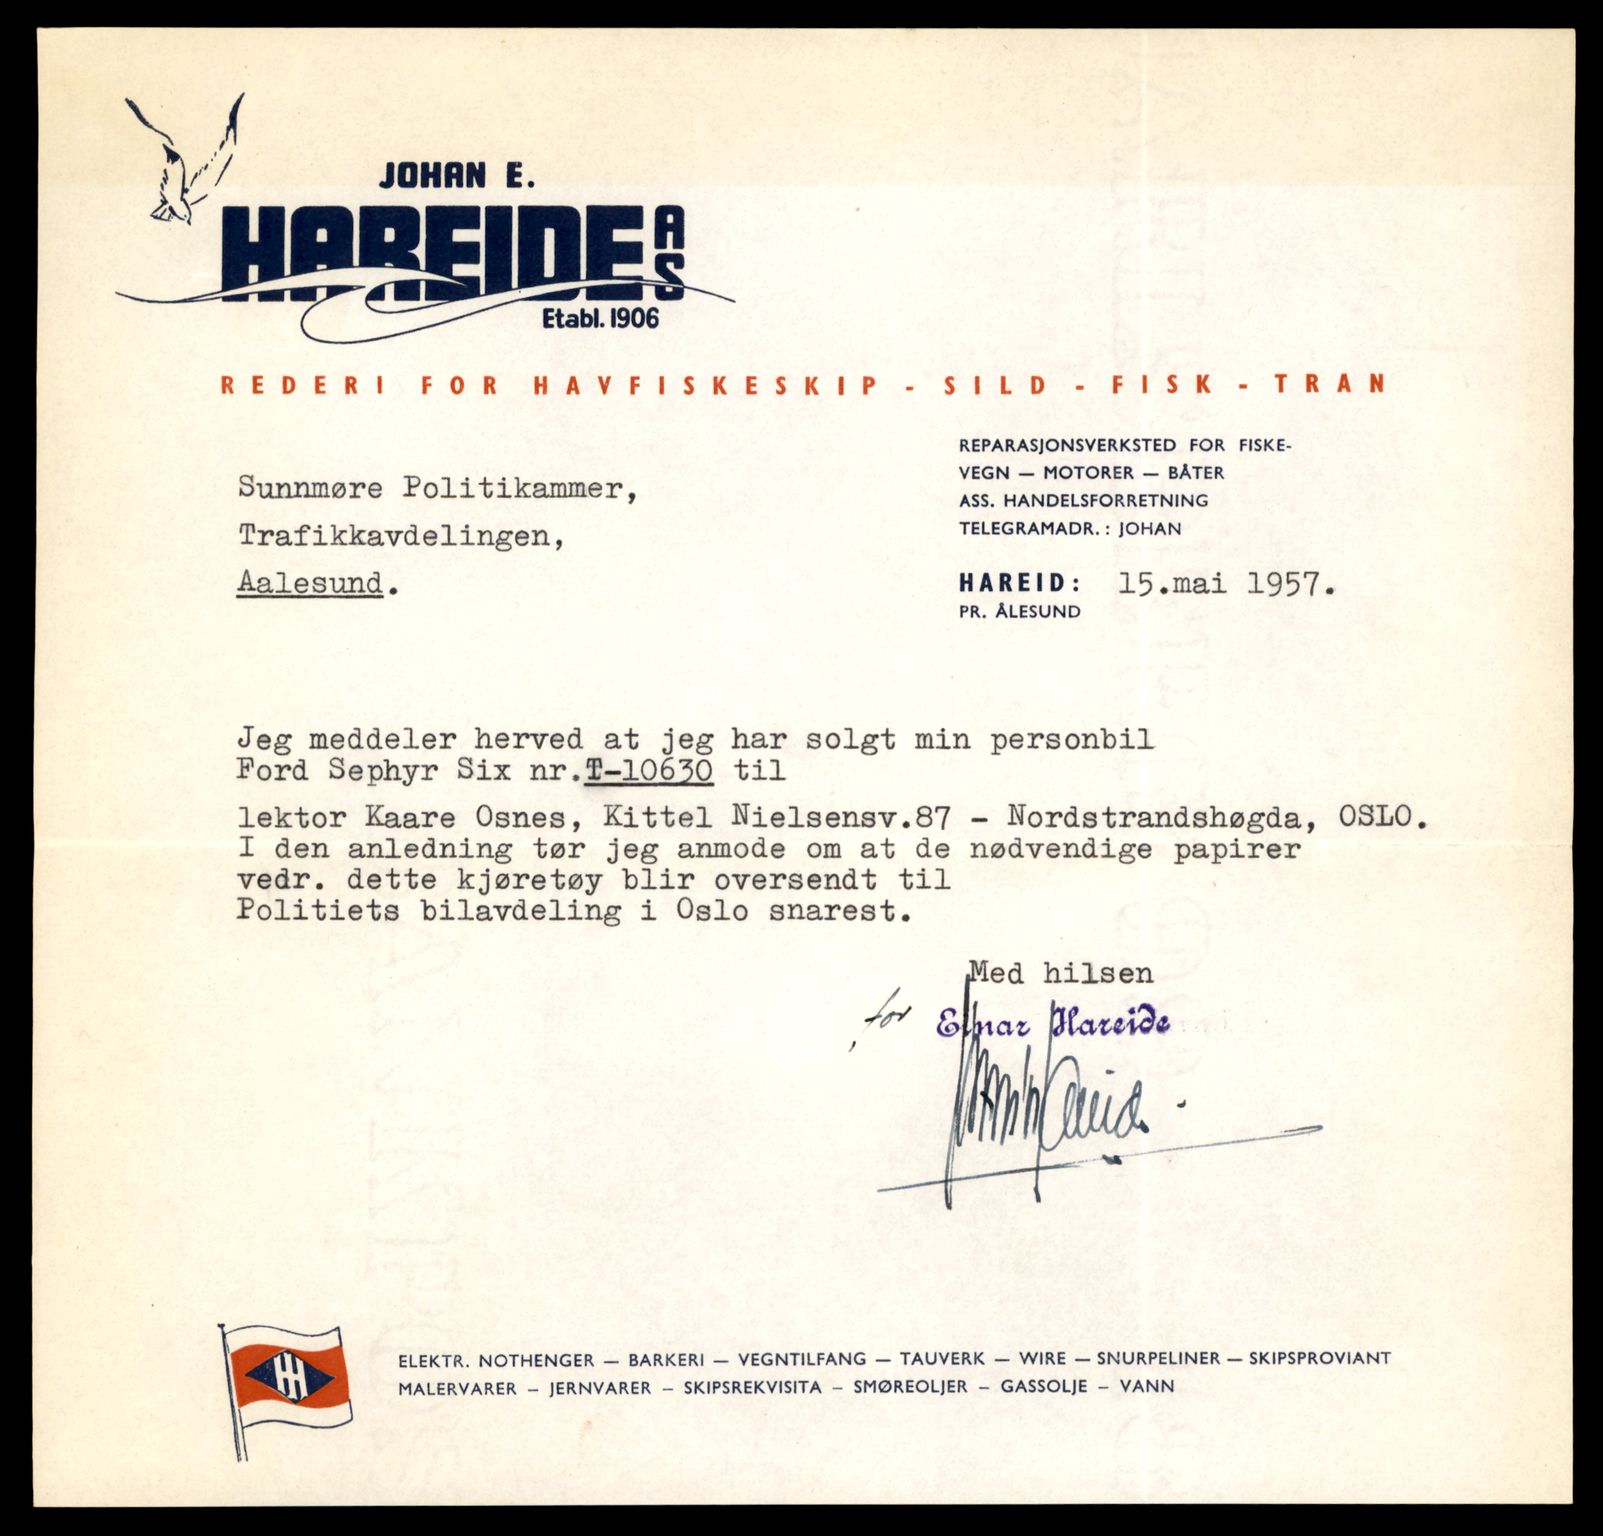 JOHAN E.
HAREIDE AS
Etabl. 1906
REDERI FOR HAVFISKESKIP - SILD - FISK - TRAN
REPARASJONSVERKSTED FOR FISKE-
VEGN — MOTORER — BÅTER
ASS. HANDELSFORRETNING
TELEGRAMADR.: JOHAN
Sunnmøre Politikammer,
Trafikkavdelingen,
Aalesund.
HAREID: 15.mai 1957.
PR. ÅLESUND
Jeg meddeler herved at jeg har solgt min personbil
Ford Sephyr Six nr.T-10630 til
lektor Kaare Osnes, Kittel Nielsensv.87 - Nordstrandshøgda, OSLO.
I den anledning tør jeg anmode om at de nødvendige papirer
vedr. dette kjøretøy blir oversendt til
Politiets bilavdeling i Oslo snarest.
Med hilsen
for Einar Hareide
H
ELEKTR. NOTHENGER — BARKERI — VEGNTILFANG — TAUVERK — WIRE — SNURPELINER — SKIPSPROVIANT
MALERVARER – JERNVARER – SKIPSREKVISITA – SMØREOLJER – GASSOLJE – VANN